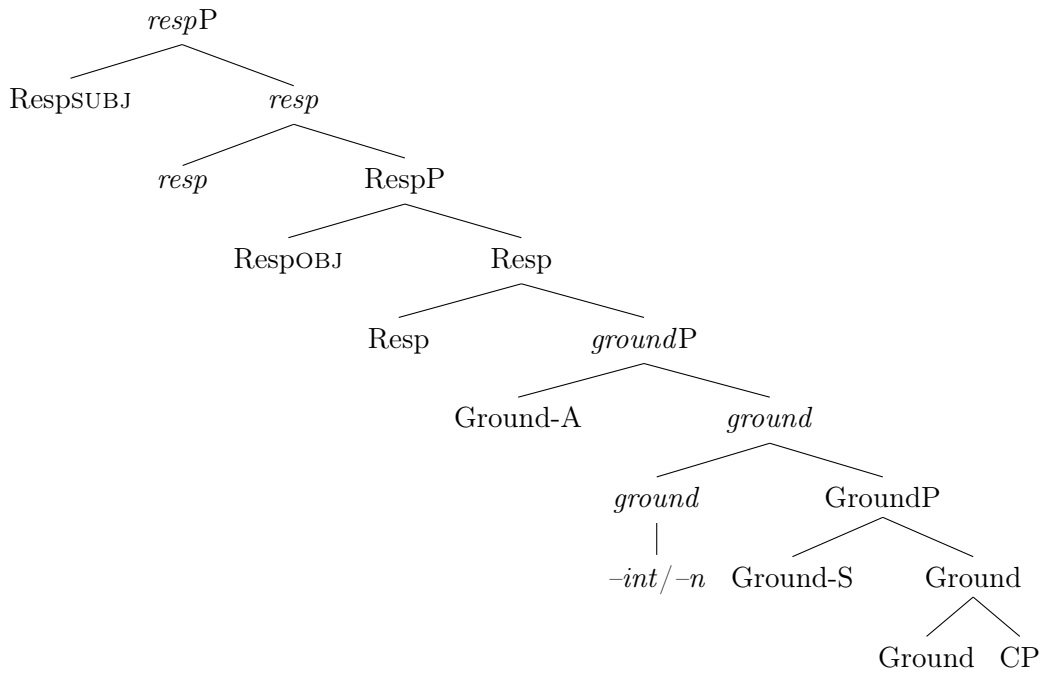 respP
RespSUBJ resp
resp RespP
RespOBJ Resp
Resp groundP
Ground-A ground
ground GroundP
–int/–n Ground-S Ground
Ground CP